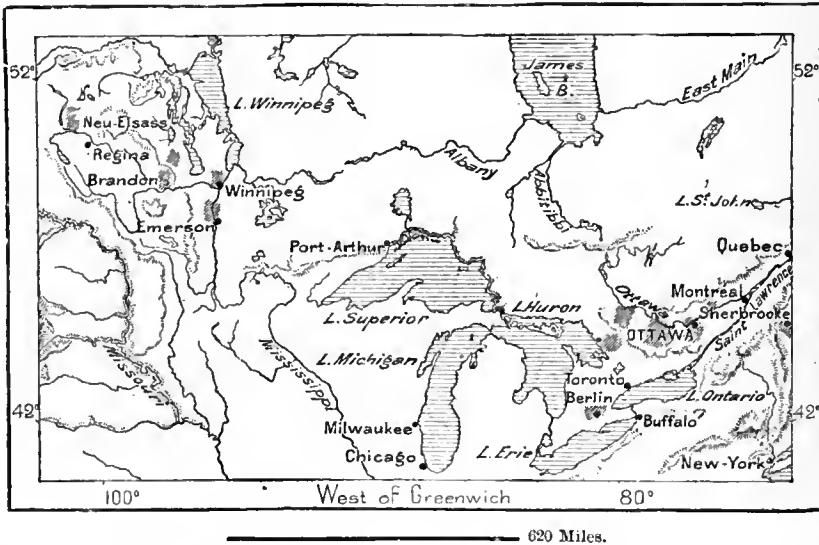 52°
James
B.
52°
East Main
L. Winnipeg
Neu-Elsass
Regina
Brandon
Winnipeg
Albany
Abbitibbi
L. St John
Emerson
Port-Arthur
Quebec
Ottawa
Montreal
Lawrence
Sherbrooke
Saint
OTTAWA
L. Huron
L. Superior
L. Michigan
Missouri
Mississippi
Toronto
Berlin
L. Ontario
42°
42°
Milwaukee
Buffalo
Chicago
L. Erie
New-York
100°
West of Greenwich
80°
620 Miles.